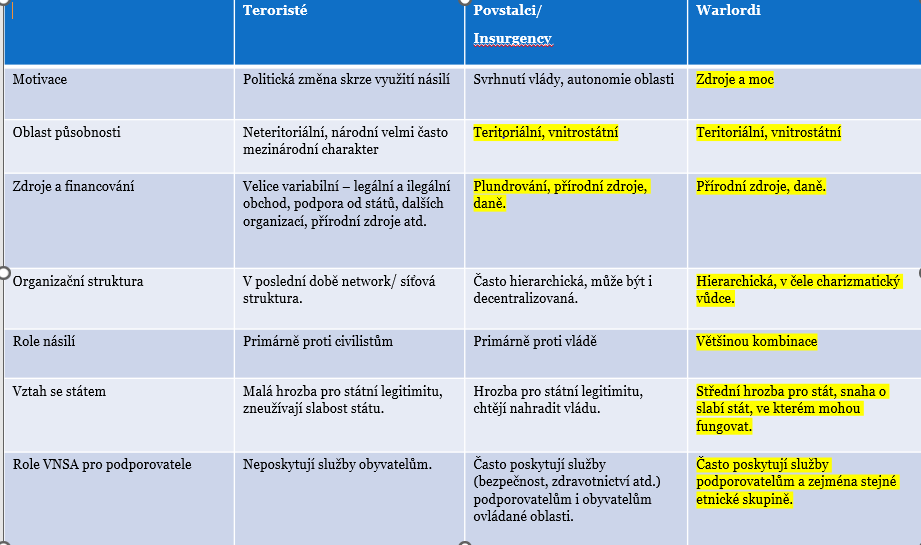 Teroristé
Povstalci/
Insurgency
Warlordi
Motivace
Politická změna skrze využití násilí
Svrhnutí vlády, autonomie oblasti
Zdroje a moc
Oblast působnosti
Neteritoriální, národní velmi často
mezinárodní charakter
Teritoriální, vnitrostátní
Teritoriální, vnitrostátní
Zdroje a financování
Velice variabilní – legální a ilegální
obchod, podpora od států, dalších
organizací, přírodní zdroje atd.
Plundrování, přírodní zdroje,
daně.
Přírodní zdroje, daně.
Organizační struktura
V poslední době network/ síťová
struktura.
Často hierarchická, může být i
decentralizovaná.
Hierarchická, v čele charizmatický
vůdce.
Role násilí
Primárně proti civilistům
Primárně proti vládě
Většinou kombinace
Vztah se státem
Malá hrozba pro státní legitimitu,
zneužívají slabost státu.
Hrozba pro státní legitimitu,
chtějí nahradit vládu.
Střední hrozba pro stát, snaha o
slabí stát, ve kterém mohou
fungovat.
Role VNSA pro podporovatele
Neposkytují služby obyvatelům.
Často poskytují služby
(bezpečnost, zdravotnictví atd.)
podporovatelům i obyvatelům
ovládané oblasti.
Často poskytují služby
podporovatelům a zejména stejné
etnické skupině.